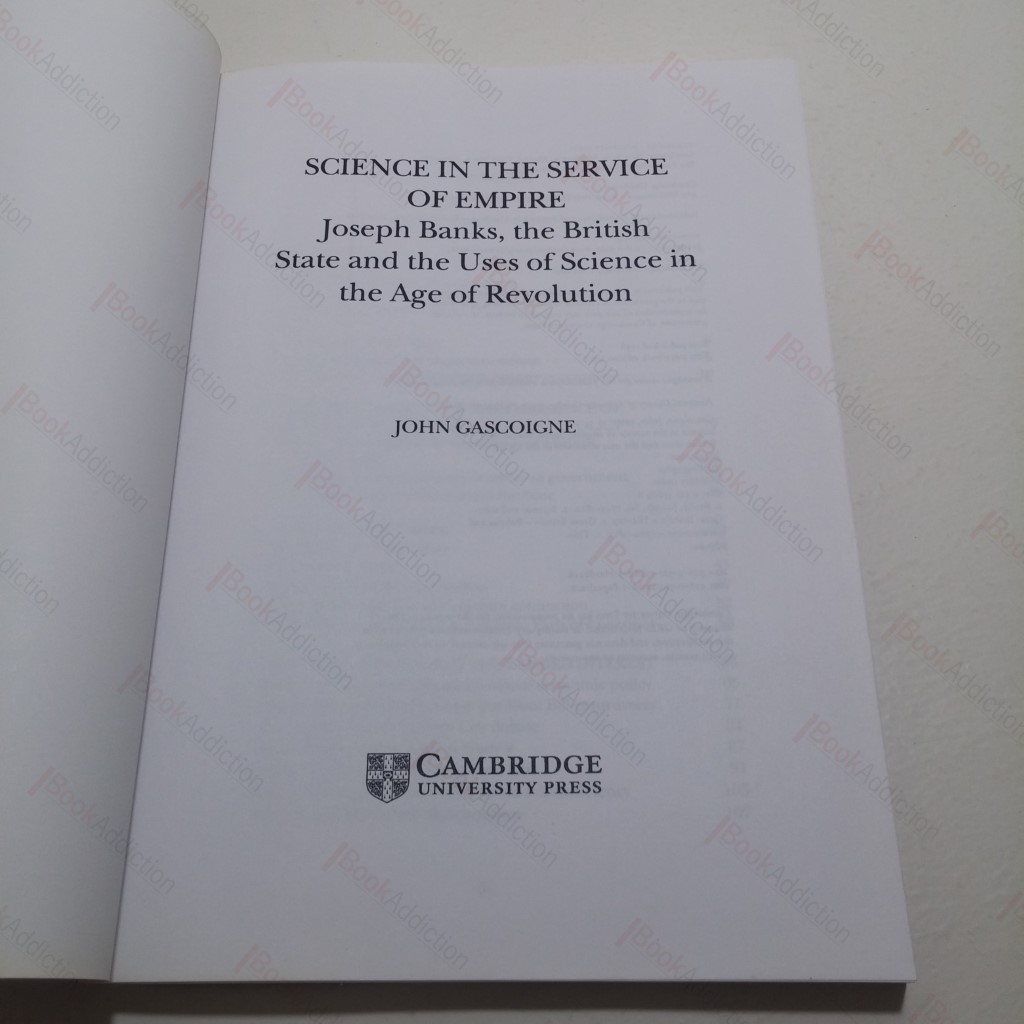 SCIENCE IN THE SERVICE
OF EMPIRE
Joseph Banks, the British
State and the Uses of Science in
the Age of Revolution
JOHN GASCOIGNE
CAMBRIDGE
UNIVERSITY PRESS
BookAddiction